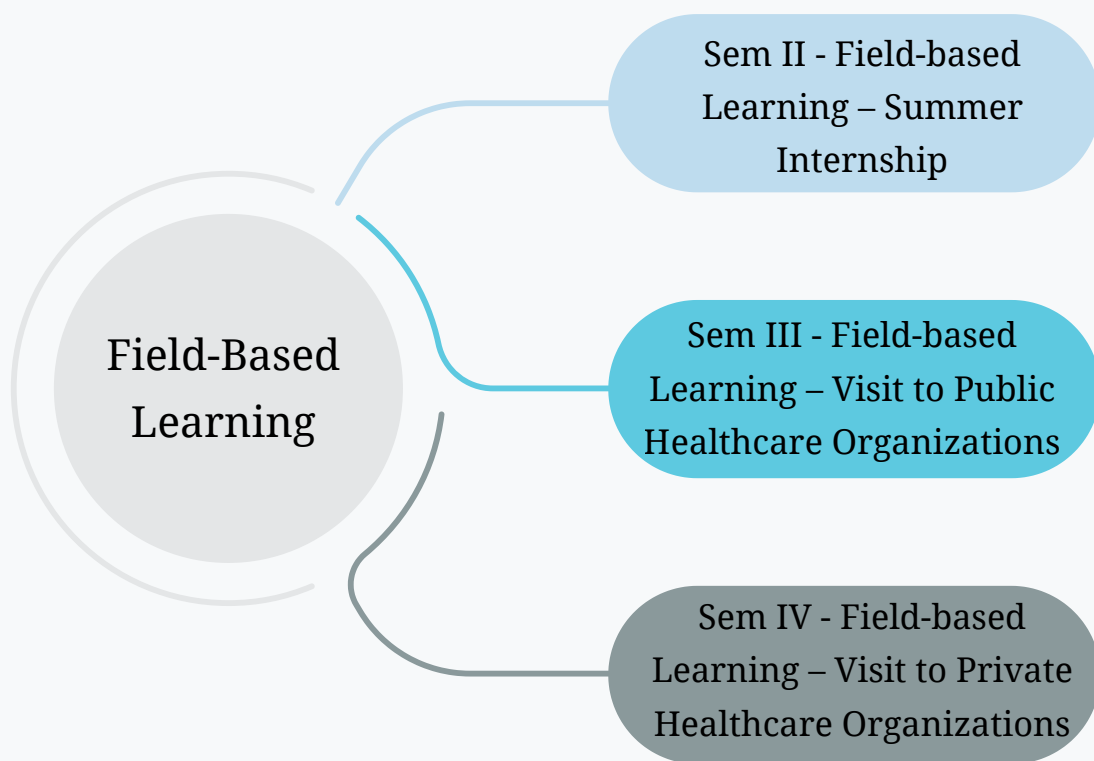 Field-Based
Learning
Sem II - Field-based
Learning – Summer
Internship
Sem III - Field-based
Learning – Visit to Public
Healthcare Organizations
Sem IV - Field-based
Learning – Visit to Private
Healthcare Organizations